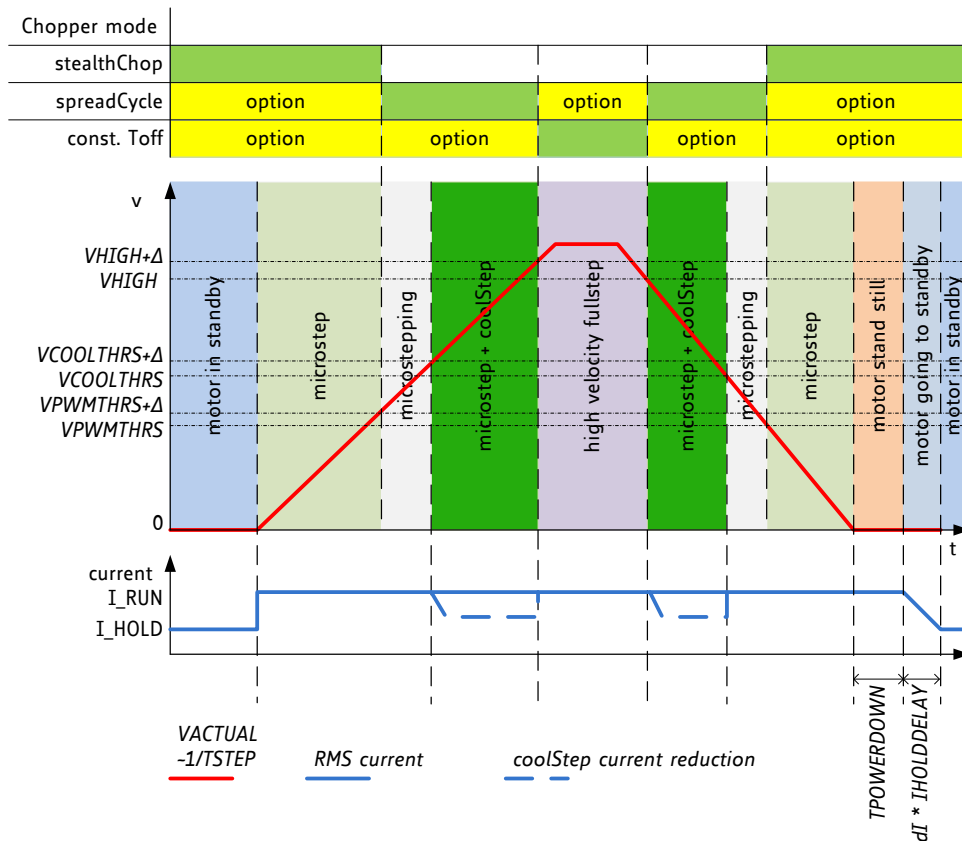 Chopper mode
stealthChop
spreadCycle
option
option
option
const. Toff
option
option
option
option
v
VHIGH+Δ
VHIGH
VCOOLTHRS+Δ
VCOOLTHRS
VPWMTHRS+Δ
VPWMTHRS
0
motor in standby
microstep
microstepping
microstep + coolStep
high velocity fullstep
microstep + coolStep
microstepping
microstep
motor stand still
motor going to standby
motor in standby
t
current
I_RUN
I_HOLD
TPOWERDOWN
dI * IHOLDDELAY
VACTUAL
~1/TSTEP
RMS current
coolStep current reduction